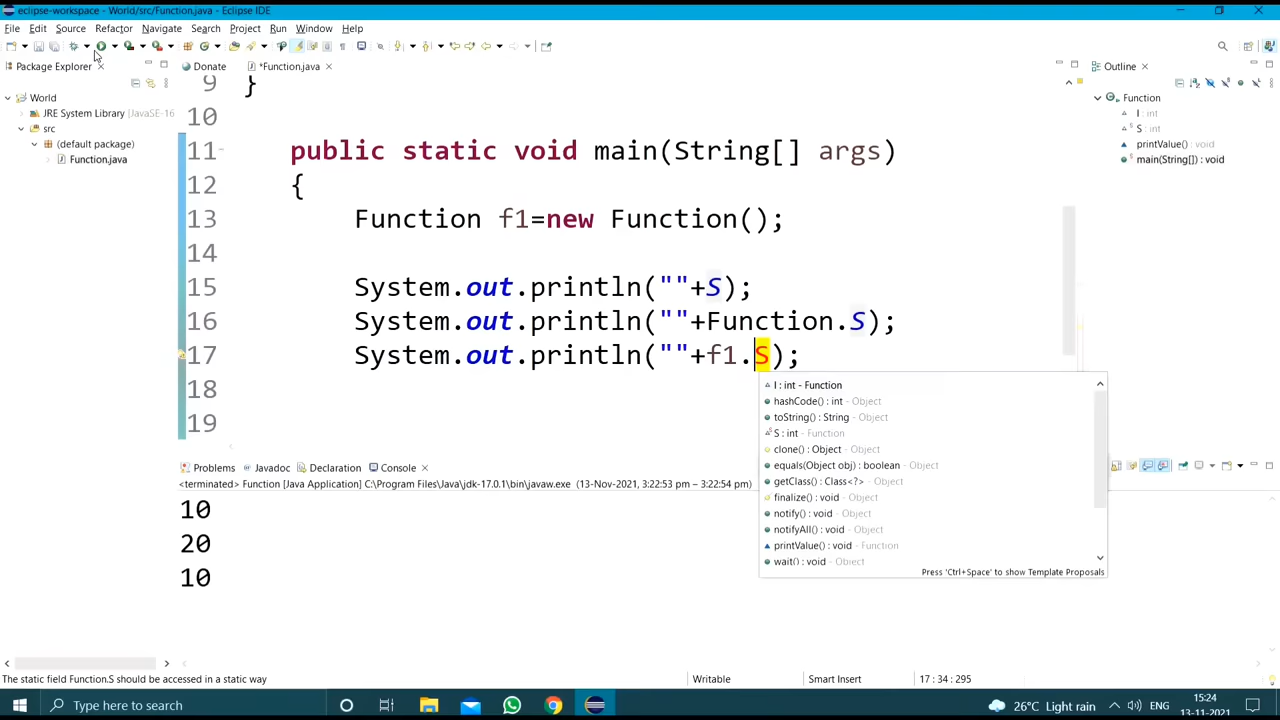 eclipse-workspace - World/src/Function.java - Eclipse IDE
File Edit Source Refactor Navigate Search Project Run Window Help
Package Explorer
Donate
*Function.java
Outline
World
JRE System Library [JavaSE-16
src
(default package)
Function.java
9 }
10
11 public static void main(String[] args)
12 {
13 Function f1=new Function();
14
15 System.out.println(""+S);
16 System.out.println(""+Function.S);
17 System.out.println(""+f1.S);
18
19
Function
I : int
S : int
printValue() : void
main(String[]) : void
I : int - Function
hashCode() : int - Object
toString() : String - Object
S : int - Function
clone() : Object - Object
equals(Object obj) : boolean - Object
getClass() : Class<?> - Object
finalize() : void - Object
notify() : void - Object
notifyAll() : void - Object
printValue() : void - Function
wait() : void - Object
Press 'Ctrl+Space' to show Template Proposals
Problems Javadoc Declaration Console
<terminated> Function [Java Application] C:\Program Files\Java\jdk-17.0.1\bin\javaw.exe (13-Nov-2021, 3:22:53 pm – 3:22:54 pm)
10
20
10
The static field Function.S should be accessed in a static way
Writable
Smart Insert
17 : 34 : 295
Type here to search
26°C Light rain
ENG
15:24
13-11-2021